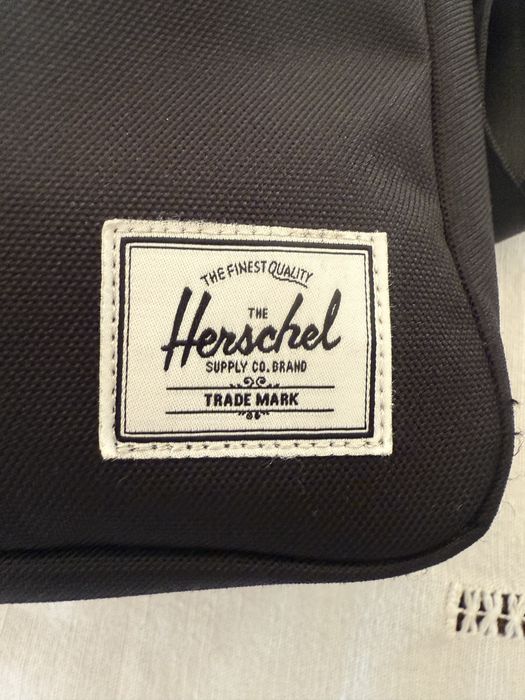 THE FINEST QUALITY
THE
Herschel
SUPPLY CO. BRAND
TRADE MARK